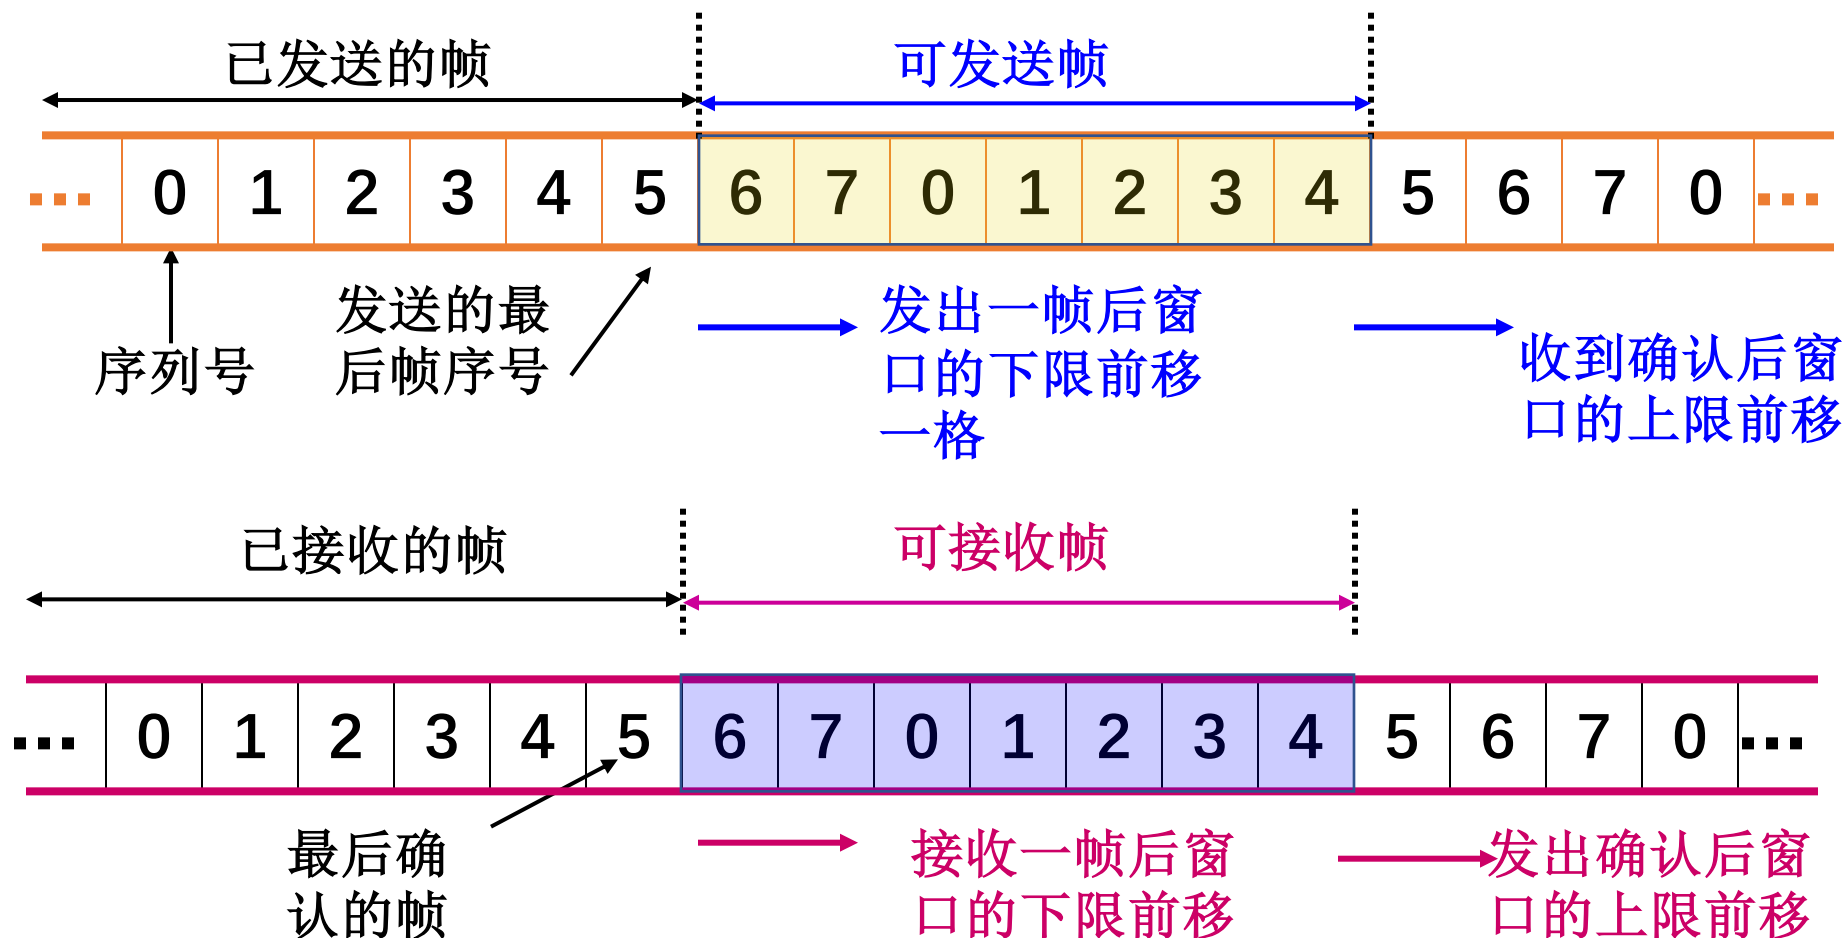 已发送的帧
可发送帧
… 0 1 2 3 4 5 6 7 0 1 2 3 4 5 6 7 0 …
序列号
发送的最
后帧序号
发出一帧后窗
口的下限前移
一格
收到确认后窗
口的上限前移
已接收的帧
可接收帧
… 0 1 2 3 4 5 6 7 0 1 2 3 4 5 6 7 0 …
最后确
认的帧
接收一帧后窗
口的下限前移
发出确认后窗
口的上限前移